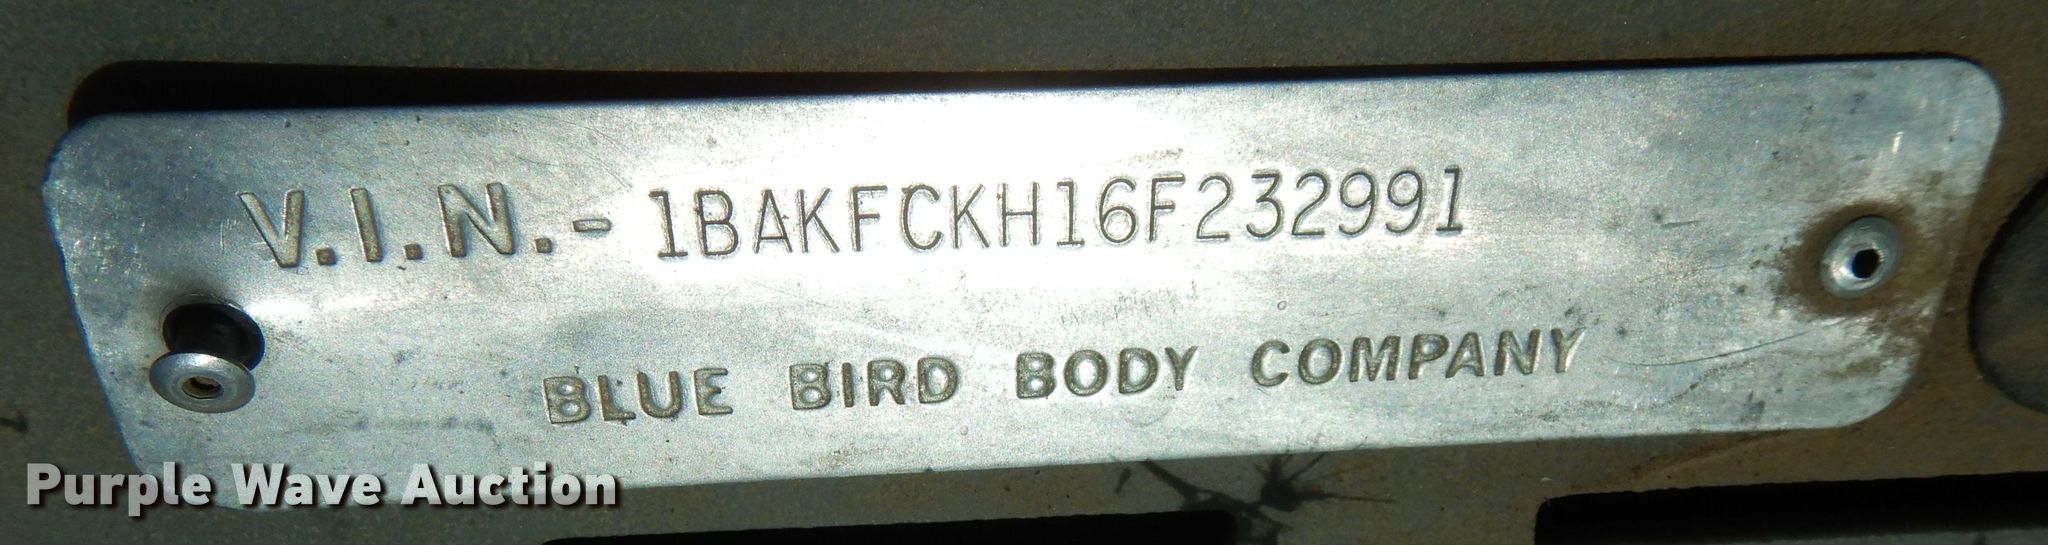 V.I.N.- 1BAKFCKH16F232991
BLUE BIRD BODY COMPANY
Purple Wave Auction